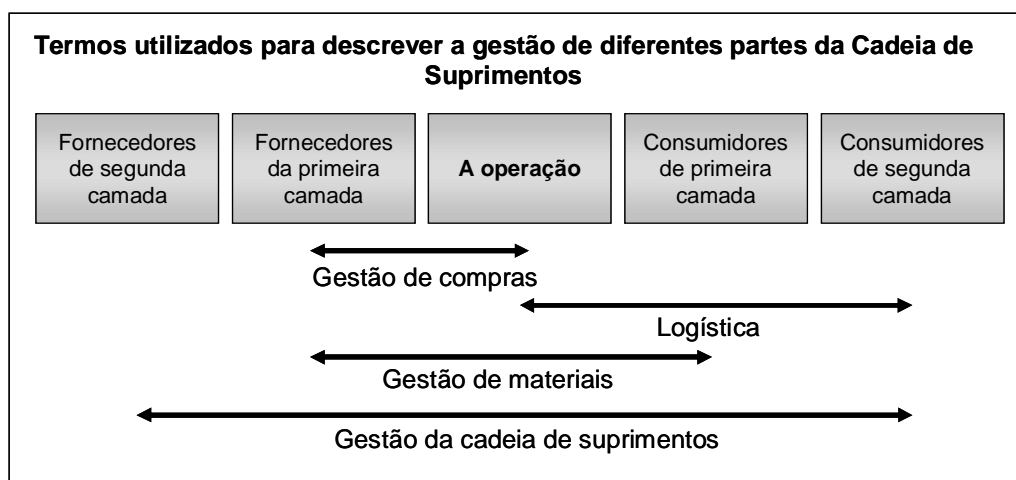 Termos utilizados para descrever a gestão de diferentes partes da Cadeia de
Suprimentos
Fornecedores
de segunda
camada
Fornecedores
da primeira
camada
A operação
Consumidores
de primeira
camada
Consumidores
de segunda
camada
Gestão de compras
Logística
Gestão de materiais
Gestão da cadeia de suprimentos